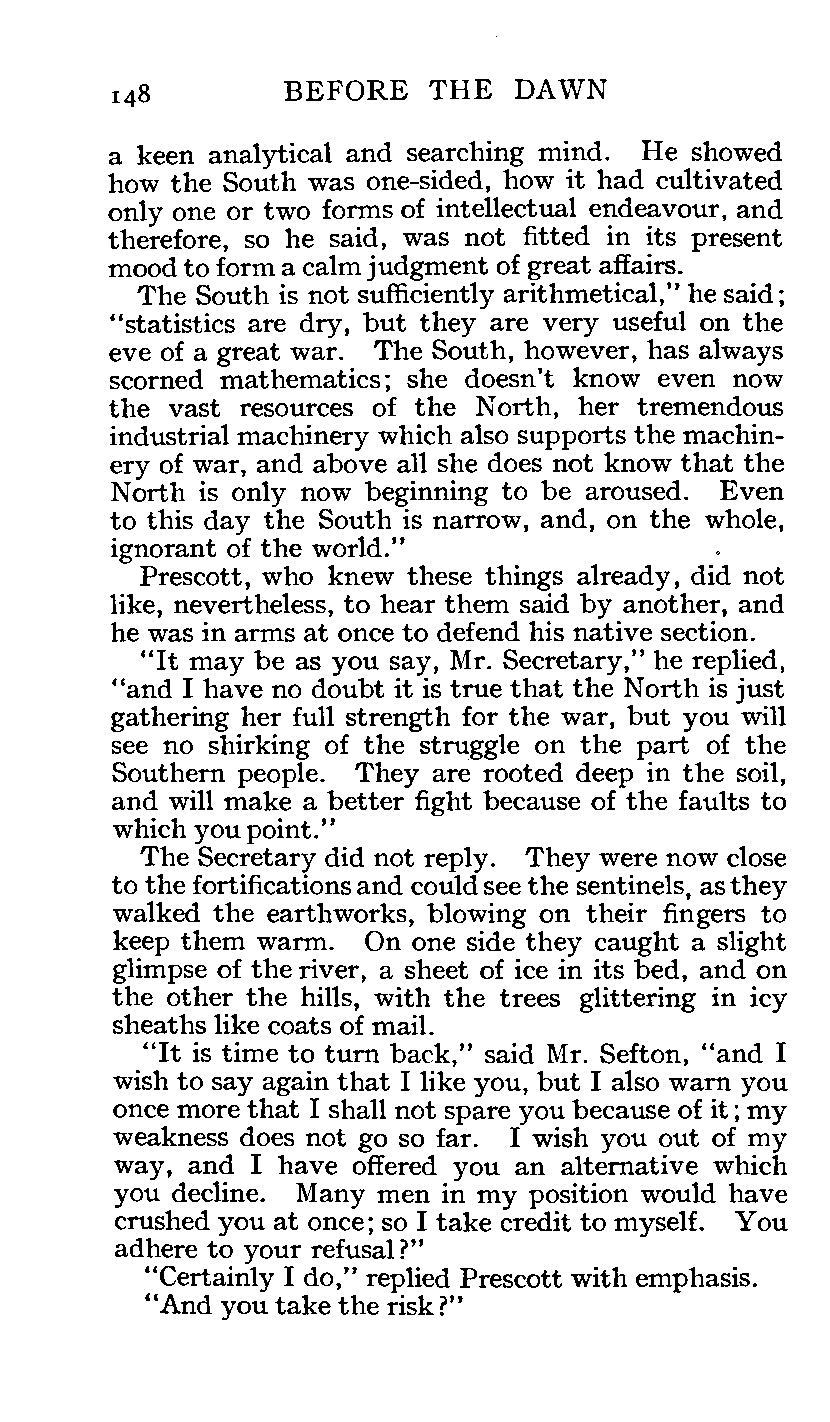 148 BEFORE THE DAWN
a keen analytical and searching mind. He showed
how the South was one-sided, how it had cultivated
only one or two forms of intellectual endeavour, and
therefore, so he said, was not fitted in its present
mood to form a calm judgment of great affairs.
The South is not sufficiently arithmetical," he said;
"statistics are dry, but they are very useful on the
eve of a great war. The South, however, has always
scorned mathematics; she doesn't know even now
the vast resources of the North, her tremendous
industrial machinery which also supports the machin-
ery of war, and above all she does not know that the
North is only now beginning to be aroused. Even
to this day the South is narrow, and, on the whole,
ignorant of the world."
Prescott, who knew these things already, did not
like, nevertheless, to hear them said by another, and
he was in arms at once to defend his native section.
"It may be as you say, Mr. Secretary," he replied,
"and I have no doubt it is true that the North is just
gathering her full strength for the war, but you will
see no shirking of the struggle on the part of the
Southern people. They are rooted deep in the soil,
and will make a better fight because of the faults to
which you point."
The Secretary did not reply. They were now close
to the fortifications and could see the sentinels, as they
walked the earthworks, blowing on their fingers to
keep them warm. On one side they caught a slight
glimpse of the river, a sheet of ice in its bed, and on
the other the hills, with the trees glittering in icy
sheaths like coats of mail.
"It is time to turn back," said Mr. Sefton, "and I
wish to say again that I like you, but I also warn you
once more that I shall not spare you because of it; my
weakness does not go so far. I wish you out of my
way, and I have offered you an alternative which
you decline. Many men in my position would have
crushed you at once; so I take credit to myself. You
adhere to your refusal?"
"Certainly I do," replied Prescott with emphasis.
"And you take the risk?"